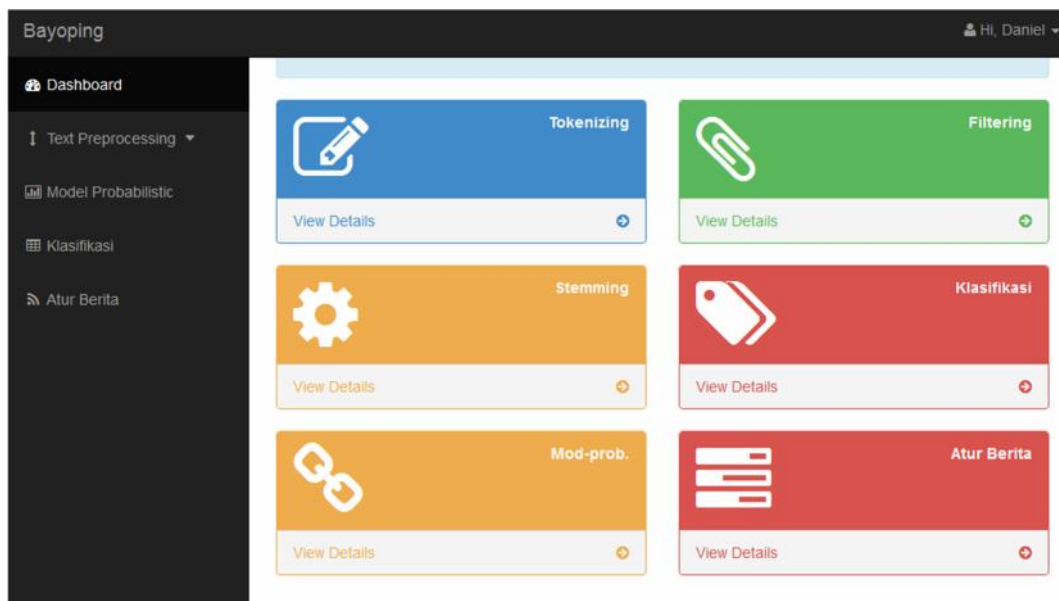 Bayoping
Hi, Daniel
Dashboard
Text Preprocessing
Model Probabilistic
Klasifikasi
Atur Berita
Tokenizing
View Details
Filtering
View Details
Stemming
View Details
Klasifikasi
View Details
Mod-prob.
View Details
Atur Berita
View Details